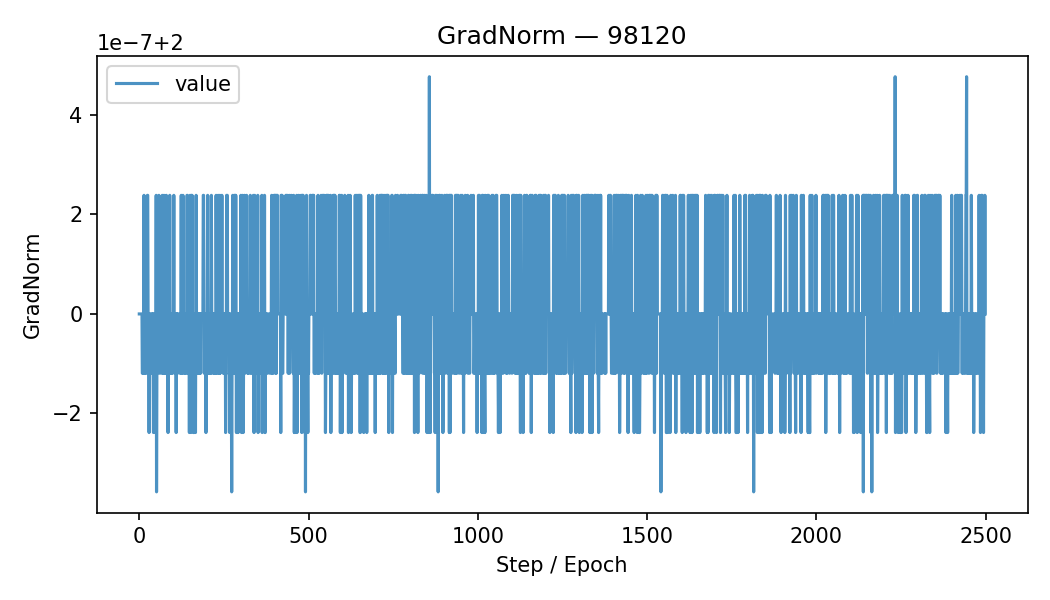 GradNorm — 98120
1e−7+2
value
GradNorm
4
2
0
−2
0
500
1000
1500
2000
2500
Step / Epoch